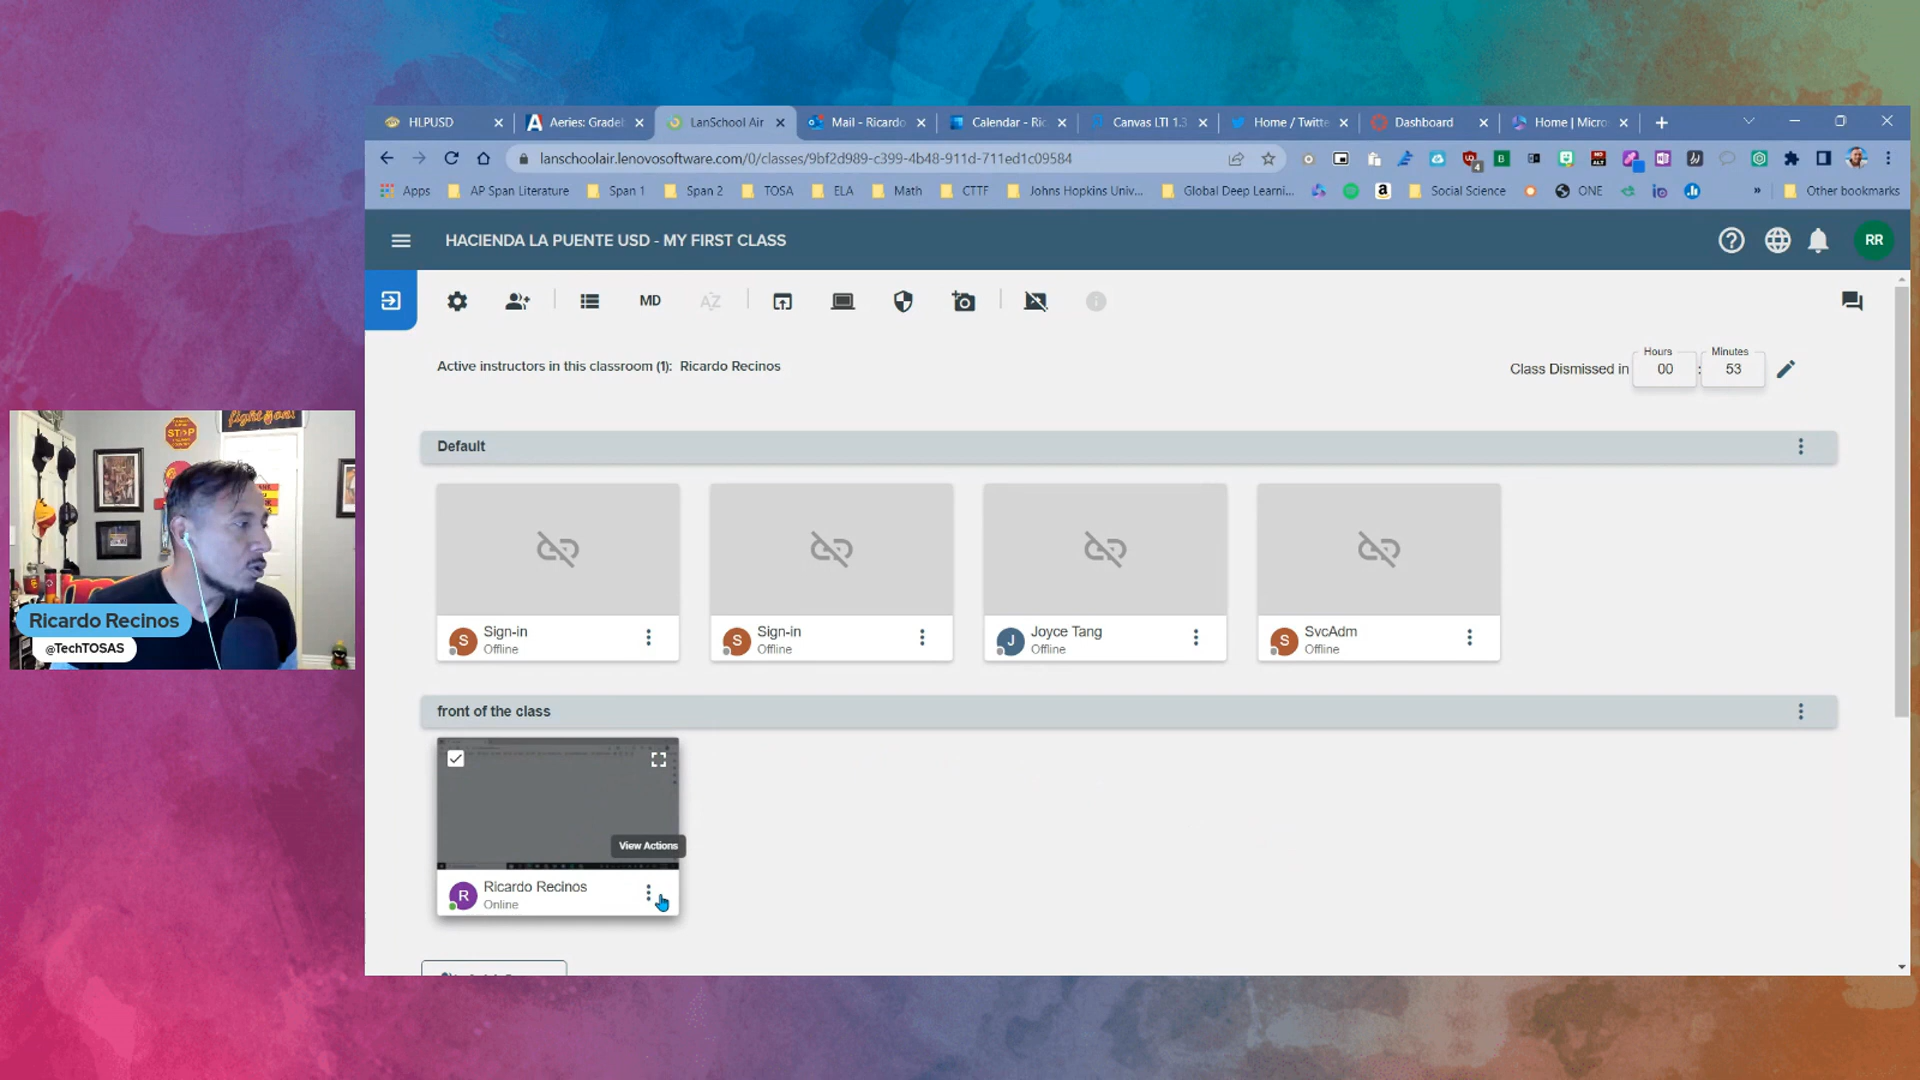 HLPUSD
Aeries: Grade
LanSchool Air
Mail - Ricardo
Calendar - Ric
Canvas LTI 1.3
Home / Twitte
Dashboard
Home | Micro
lanschoolair.lenovosoftware.com/0/classes/9bf2d989-c399-4b48-911d-711ed1c09584
Apps
AP Span Literature
Span 1
Span 2
TOSA
ELA
Math
CTTF
Johns Hopkins Univ...
Global Deep Learni...
Social Science
ONE
»
Other bookmarks
HACIENDA LA PUENTE USD - MY FIRST CLASS
RR
MD
AZ
Active instructors in this classroom (1): Ricardo Recinos
Class Dismissed in
Hours
00
:
Minutes
53
Default
S
Sign-in
Offline
S
Sign-in
Offline
J
Joyce Tang
Offline
S
SvcAdm
Offline
front of the class
View Actions
R
Ricardo Recinos
Online
fight on!
STOP
Ricardo Recinos
@TechTOSAS